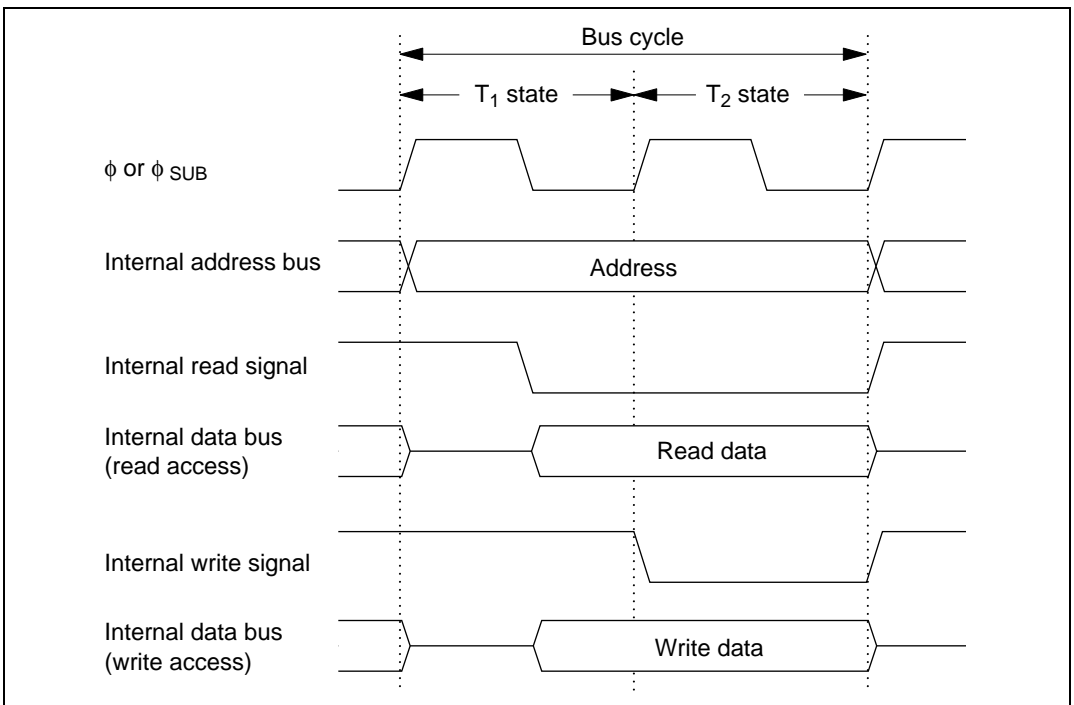 Bus cycle
T₁ state
T₂ state
ϕ or ϕ SUB
Internal address bus
Address
Internal read signal
Internal data bus
(read access)
Read data
Internal write signal
Internal data bus
(write access)
Write data